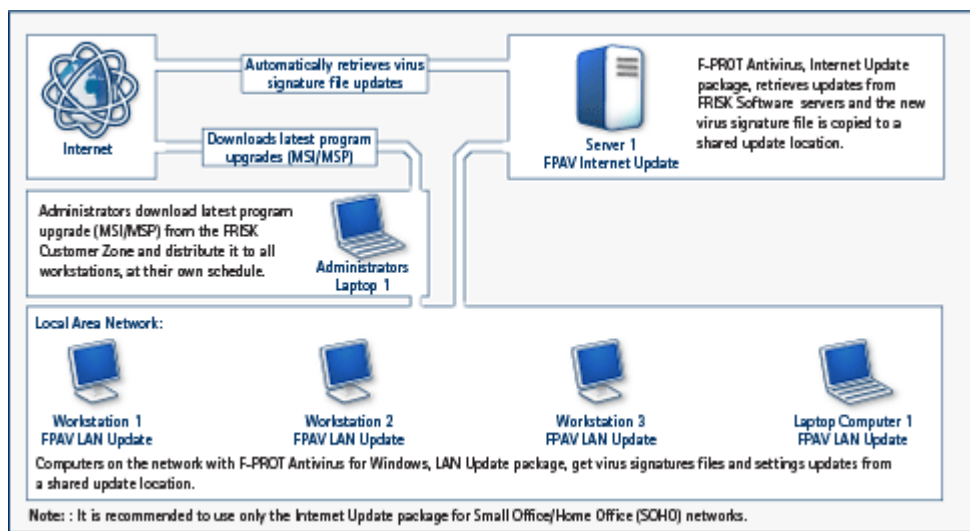 Automatically retrieves virus
signature file updates
F-PROT Antivirus, Internet Update
package, retrieves updates from
FRISK Software servers and the new
virus signature file is copied to a
shared update location.
Internet
Downloads latest program
upgrades (MSI/MSP)
Server 1
FPAV Internet Update
Administrators download latest program
upgrade (MSI/MSP) from the FRISK
Customer Zone and distribute it to all
workstations, at their own schedule.
Administrators
Laptop 1
Local Area Network:
Workstation 1
FPAV LAN Update
Workstation 2
FPAV LAN Update
Workstation 3
FPAV LAN Update
Laptop Computer 1
FPAV LAN Update
Computers on the network with F-PROT Antivirus for Windows, LAN Update package, get virus signatures files and settings updates from
a shared update location.
Note: : It is recommended to use only the Internet Update package for Small Office/Home Office (SOHO) networks.